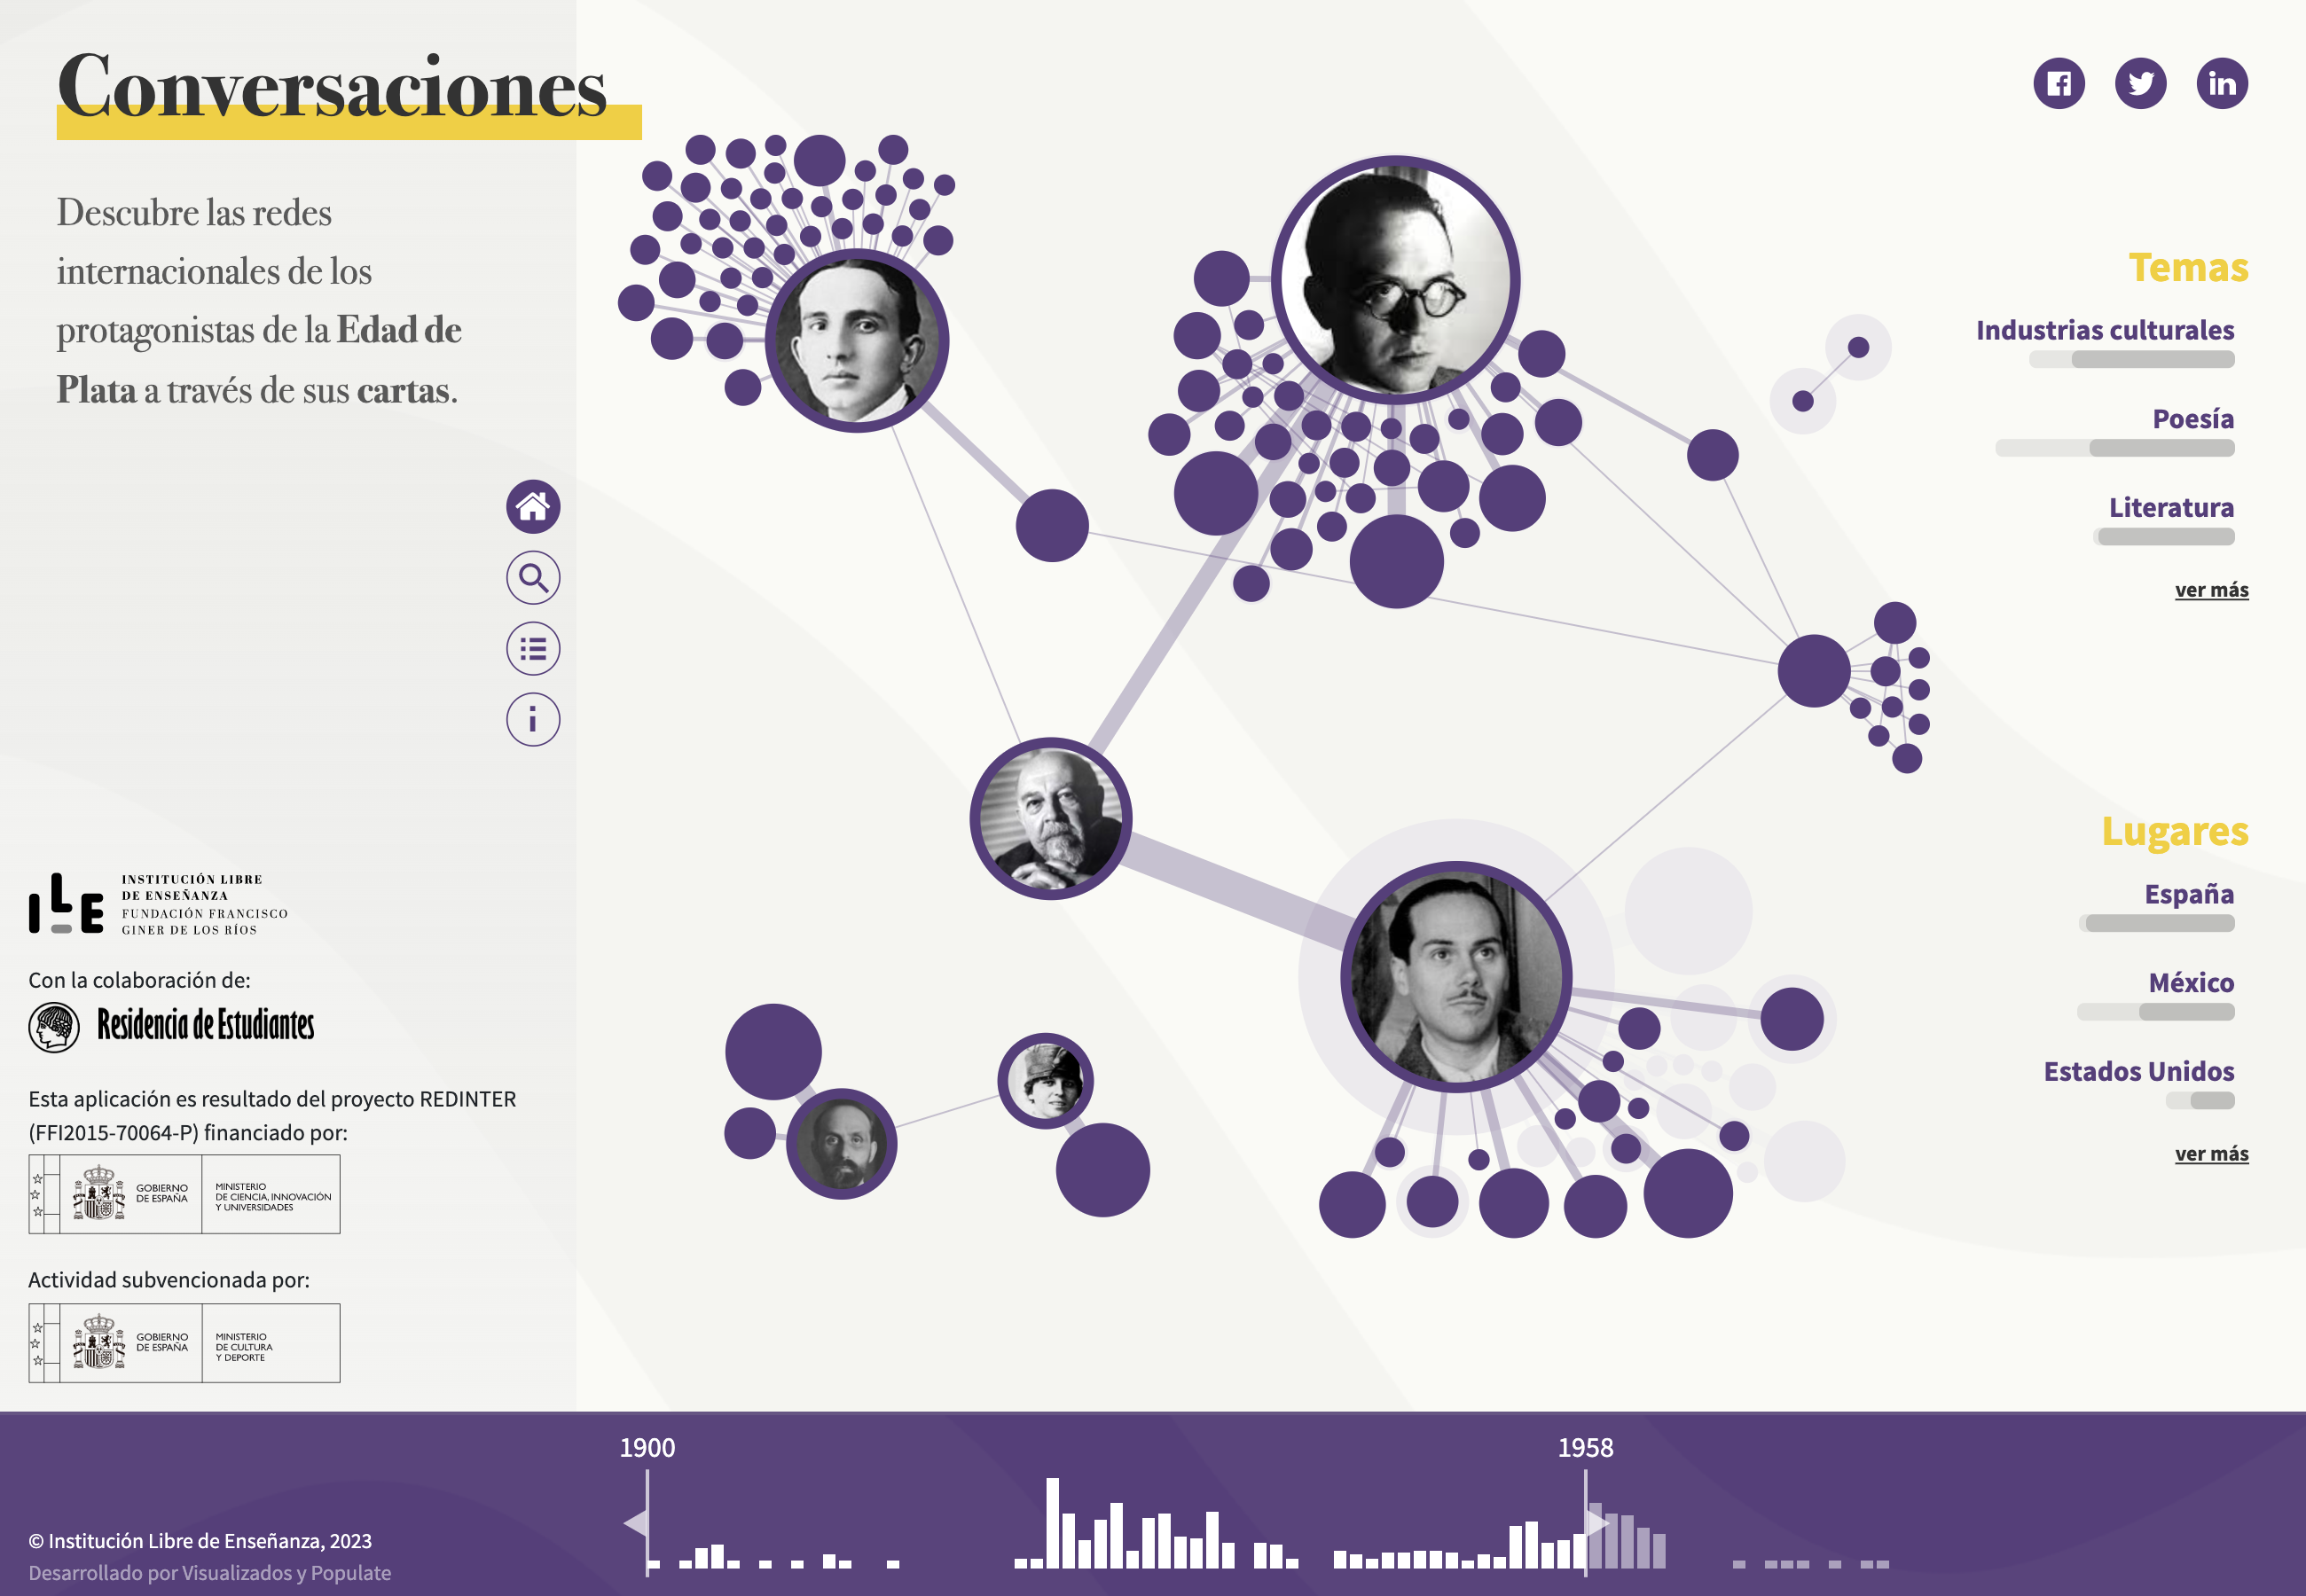 Conversaciones
Descubre las redes
internacionales de los
protagonistas de la Edad de
Plata a través de sus cartas.
ILE
INSTITUCIÓN LIBRE
DE ENSEÑANZA
FUNDACIÓN FRANCISCO
GINER DE LOS RÍOS
Con la colaboración de:
Residencia de Estudiantes
Esta aplicación es resultado del proyecto REDINTER
(FFI2015-70064-P) financiado por:
GOBIERNO
DE ESPAÑA
MINISTERIO
DE CIENCIA, INNOVACIÓN
Y UNIVERSIDADES
Actividad subvencionada por:
GOBIERNO
DE ESPAÑA
MINISTERIO
DE CULTURA
Y DEPORTE
Temas
Industrias culturales
Poesía
Literatura
ver más
Lugares
España
México
Estados Unidos
ver más
1900
1958
© Institución Libre de Enseñanza, 2023
Desarrollado por Visualizados y Populate